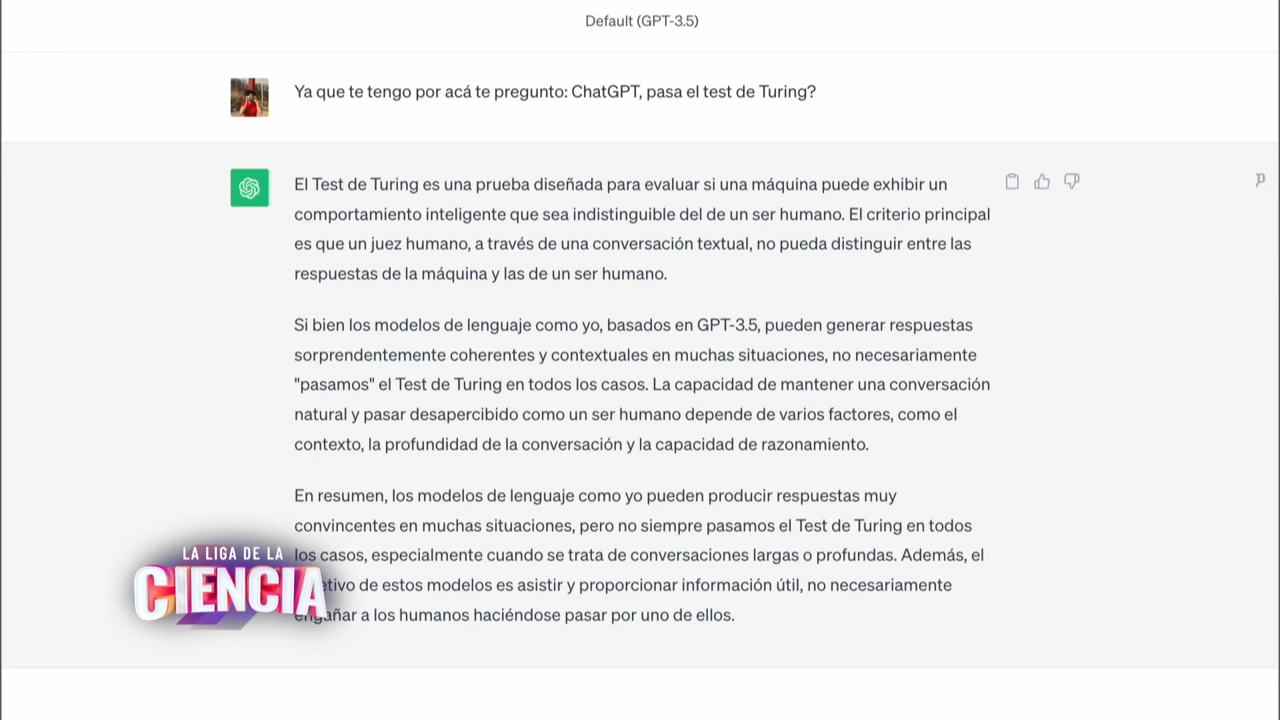 Default (GPT-3.5)
Ya que te tengo por acá te pregunto: ChatGPT, pasa el test de Turing?
El Test de Turing es una prueba diseñada para evaluar si una máquina puede exhibir un
comportamiento inteligente que sea indistinguible del de un ser humano. El criterio principal
es que un juez humano, a través de una conversación textual, no pueda distinguir entre las
respuestas de la máquina y las de un ser humano.
Si bien los modelos de lenguaje como yo, basados en GPT-3.5, pueden generar respuestas
sorprendentemente coherentes y contextuales en muchas situaciones, no necesariamente
"pasamos" el Test de Turing en todos los casos. La capacidad de mantener una conversación
natural y pasar desapercibido como un ser humano depende de varios factores, como el
contexto, la profundidad de la conversación y la capacidad de razonamiento.
En resumen, los modelos de lenguaje como yo pueden producir respuestas muy
convincentes en muchas situaciones, pero no siempre pasamos el Test de Turing en todos
los casos, especialmente cuando se trata de conversaciones largas o profundas. Además, el
de estos modelos es asistir y proporcionar información útil, no necesariamente
engañar a los humanos haciéndose pasar por uno de ellos.
LA LIGA DE LA
CIENCIA